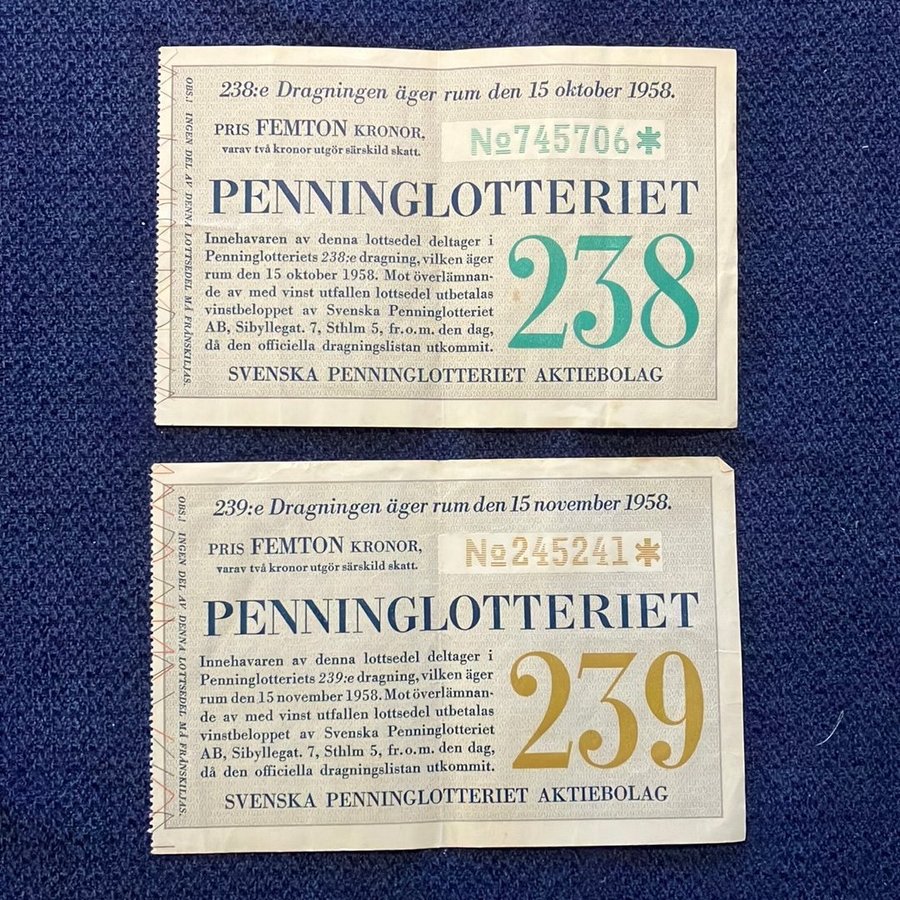 238:e Dragningen äger rum den 15 oktober 1958.
PRIS FEMTON KRONOR,
varav två kronor utgör särskild skatt.
No745706*
PENNINGLOTTERIET
Innehavaren av denna lottsedel deltager i
Penninglotteriets 238:e dragning, vilken äger
rum den 15 oktober 1958. Mot överlämnan-
de av med vinst utfallen lottsedel utbetalas
vinstbeloppet av Svenska Penninglotteriet
AB, Sibyllegat. 7, Sthlm 5, fr.o.m. den dag,
då den officiella dragningslistan utkommit.
238
SVENSKA PENNINGLOTTERIET AKTIEBOLAG
OBS.! INGEN DEL AV DENNA LOTTSEDEL MÅ FRÅNSKILJAS.
239:e Dragningen äger rum den 15 november 1958.
PRIS FEMTON KRONOR,
varav två kronor utgör särskild skatt.
No245241*
PENNINGLOTTERIET
Innehavaren av denna lottsedel deltager i
Penninglotteriets 239:e dragning, vilken äger
rum den 15 november 1958. Mot överlämnan-
de av med vinst utfallen lottsedel utbetalas
vinstbeloppet av Svenska Penninglotteriet
AB, Sibyllegat. 7, Sthlm 5, fr.o.m. den dag,
då den officiella dragningslistan utkommit.
239
SVENSKA PENNINGLOTTERIET AKTIEBOLAG
OBS.! INGEN DEL AV DENNA LOTTSEDEL MÅ FRÅNSKILJAS.